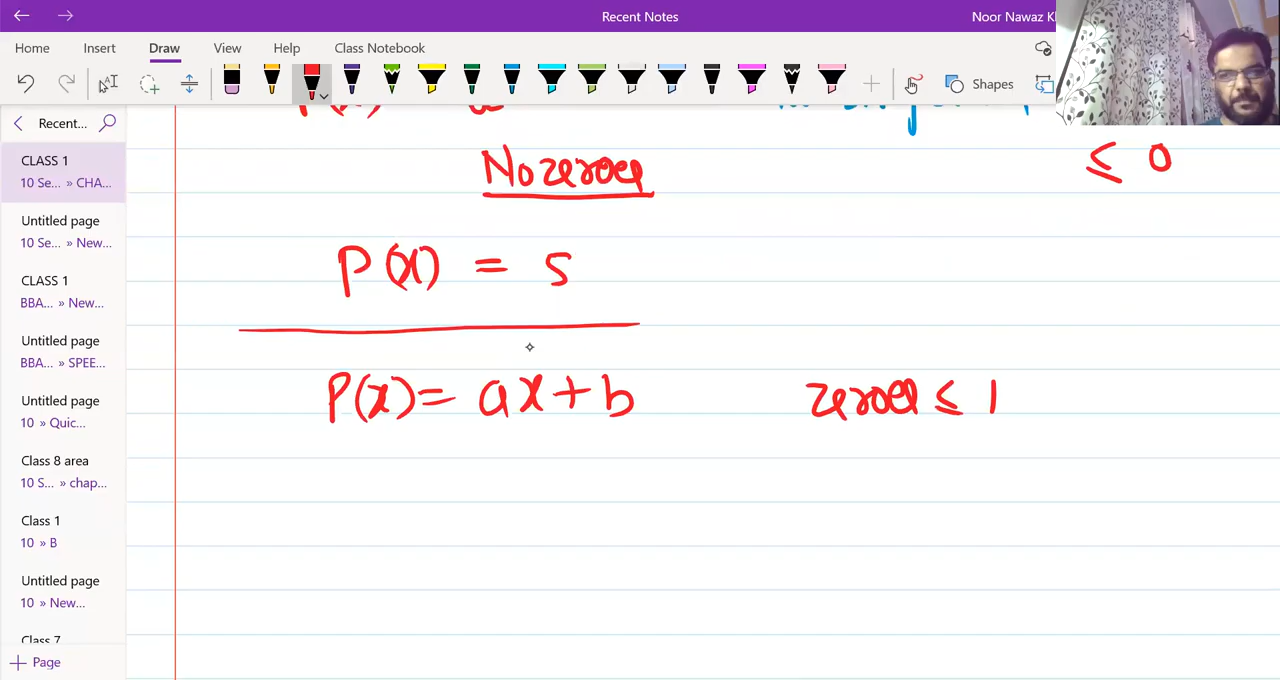 Recent Notes
Noor Nawaz K
Home Insert Draw View Help Class Notebook
Shapes
Recent...
CLASS 1
10 Se... » CHA...
Untitled page
10 Se... » New...
CLASS 1
BBA... » New...
Untitled page
BBA... » SPEE...
Untitled page
10 » Quic...
Class 8 area
10 S... » chap...
Class 1
10 » B
Untitled page
10 » New...
Class 7
+ Page
P(x)
≤ 0
No zeroes
P(x) = 5
P(x) = ax + b zeroes ≤ 1